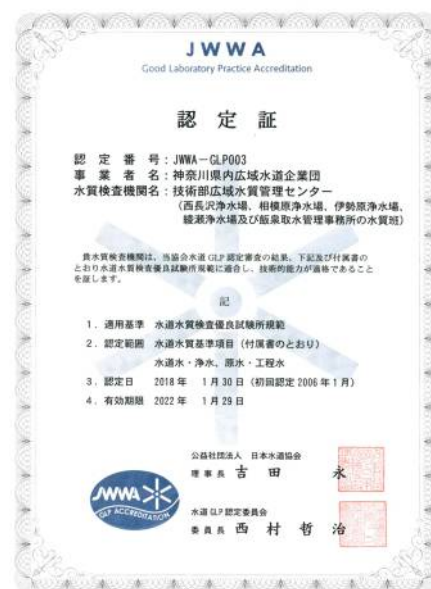 JWWA
Good Laboratory Practice Accreditation
認定証
認定番号：JWWA－GLP003
事業者名：神奈川県内広域水道企業団
水質検査機関名：技術部広域水質管理センター
（西長沢浄水場、相模原浄水場、伊勢原浄水場、
綾瀬浄水場及び飯泉取水管理事務所の水質班）
貴水質検査機関は、当協会水道GLP認定審査の結果、下記及び付属書の
とおり水道水質検査優良試験所規範に適合し、技術的能力が適格であること
を証します。
記
1．適用基準 水道水質検査優良試験所規範
2．認定範囲 水道水質基準項目（付属書のとおり）
水道水・浄水、原水・工程水
3．認定日 2018年 1月30日（初回認定2006年1月）
4．有効期限 2022年 1月29日
公益社団法人 日本水道協会
理事長 吉田 永
JWWA
GLP ACCREDITATION
水道GLP認定委員会
委員長 西村哲治